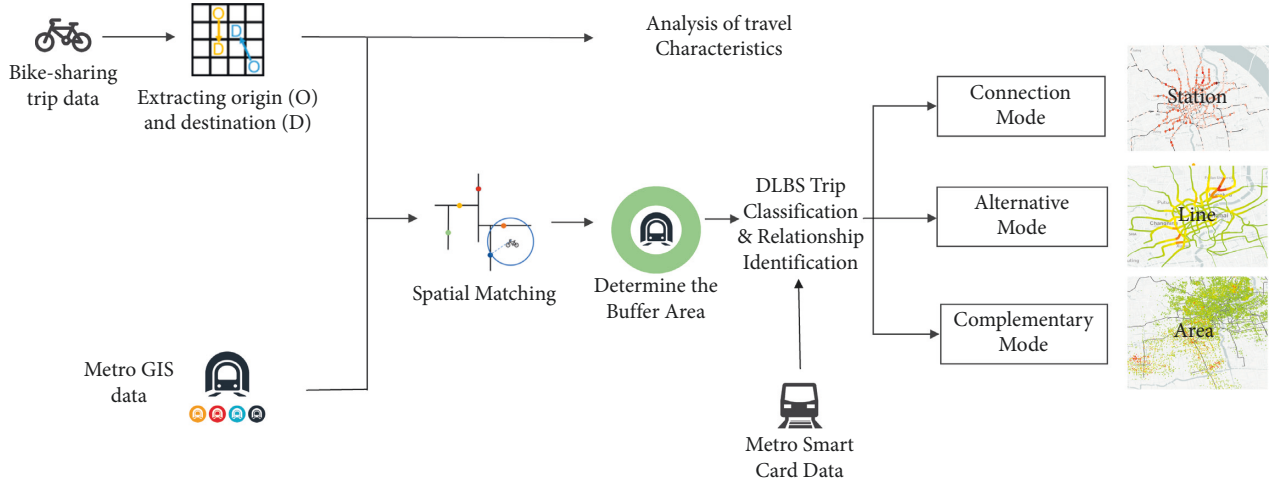 Bike-sharing
trip data
O
D
D
O
Extracting origin (O)
and destination (D)
Analysis of travel
Characteristics
Metro GIS
data
Spatial Matching
Determine the
Buffer Area
DLBS Trip
Classification
& Relationship
Identification
Metro Smart
Card Data
Connection
Mode
Station
Alternative
Mode
Line
Complementary
Mode
Area